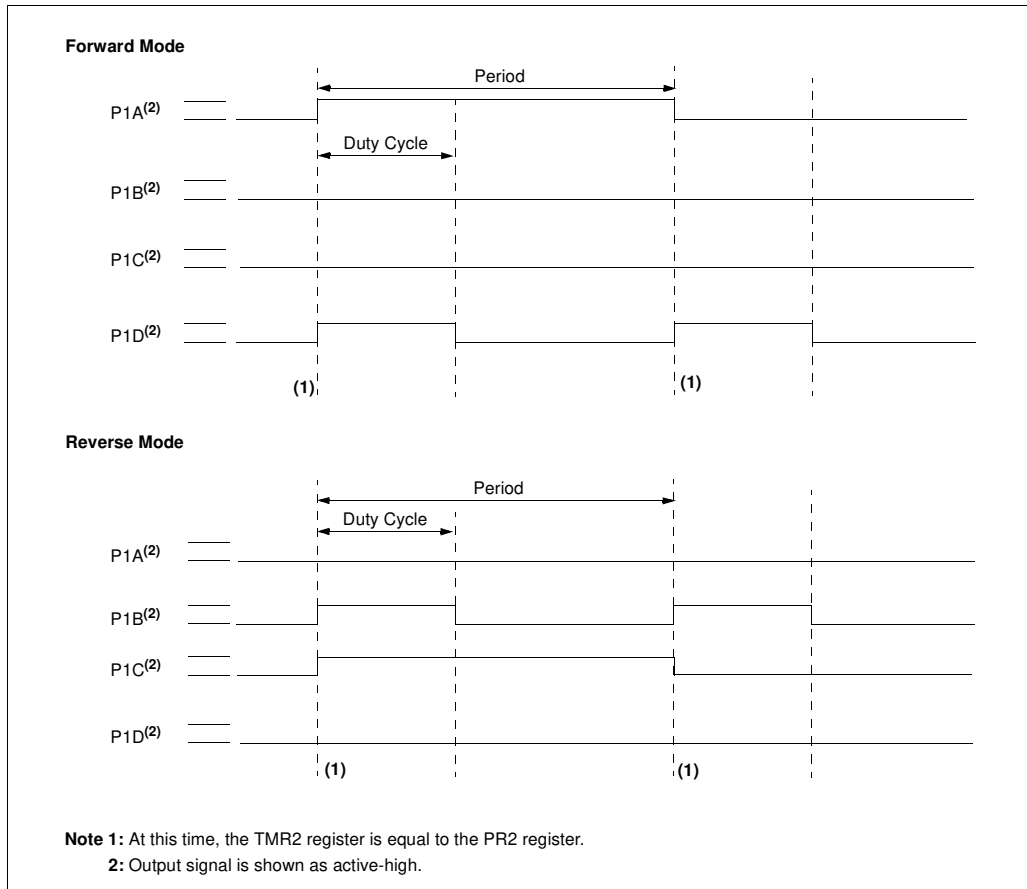 Forward Mode
Period
P1A(2)
Duty Cycle
P1B(2)
P1C(2)
P1D(2)
(1)
(1)
Reverse Mode
Period
Duty Cycle
P1A(2)
P1B(2)
P1C(2)
P1D(2)
(1)
(1)
Note 1: At this time, the TMR2 register is equal to the PR2 register.
2: Output signal is shown as active-high.